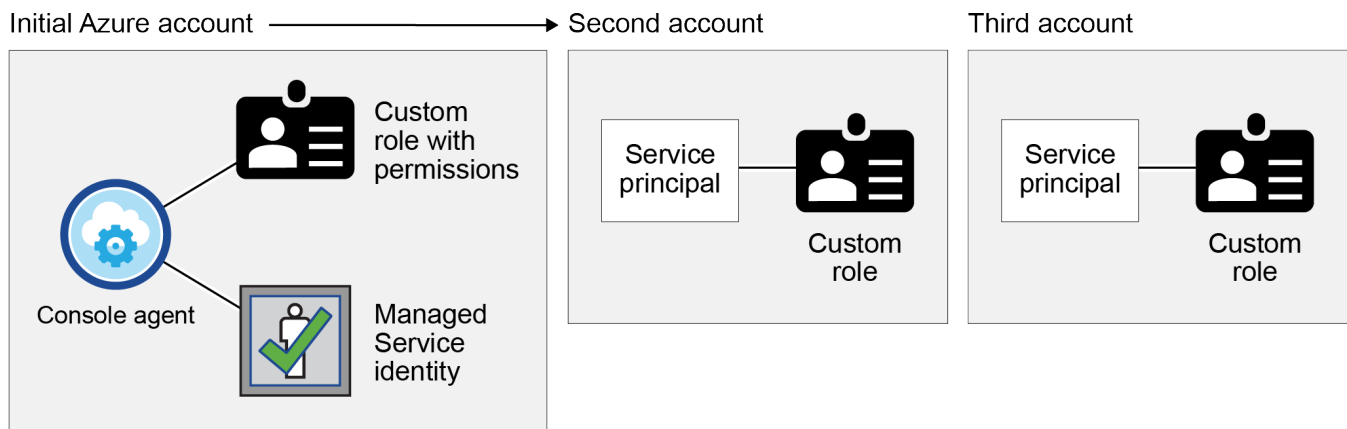 Initial Azure account
Second account
Third account
Custom
role with
permissions
Console agent
Managed
Service
identity
Service
principal
Custom
role
Service
principal
Custom
role